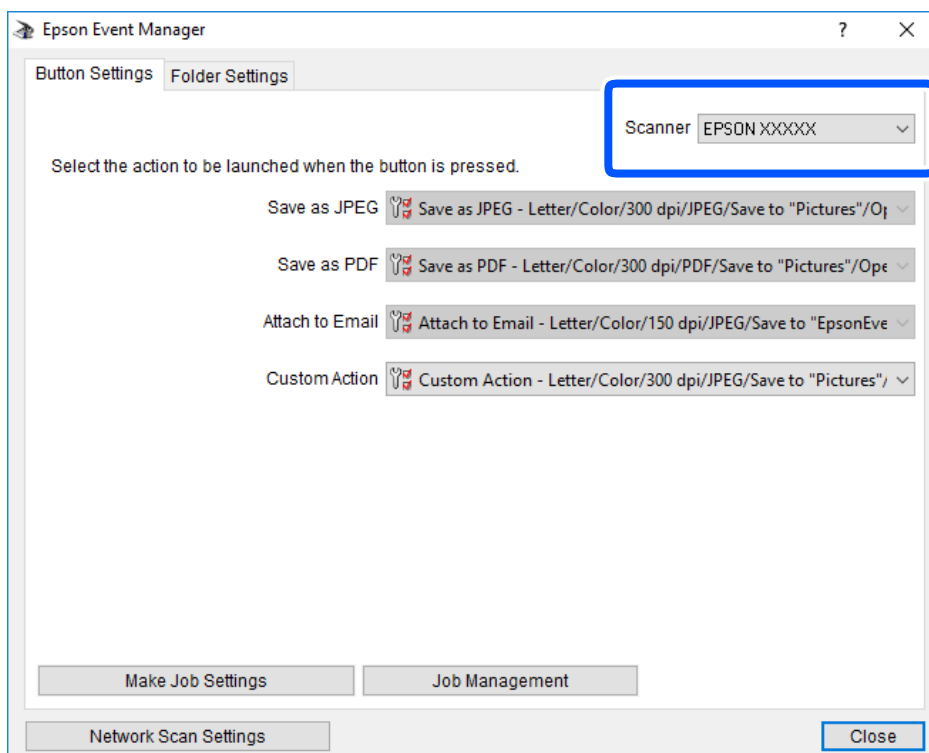 Epson Event Manager
?
Button Settings
Folder Settings
Scanner EPSON XXXXX
Select the action to be launched when the button is pressed.
Save as JPEG Save as JPEG - Letter/Color/300 dpi/JPEG/Save to "Pictures"/Op
Save as PDF Save as PDF - Letter/Color/300 dpi/PDF/Save to "Pictures"/Ope
Attach to Email Attach to Email - Letter/Color/150 dpi/JPEG/Save to "EpsonEve
Custom Action Custom Action - Letter/Color/300 dpi/JPEG/Save to "Pictures"/
Make Job Settings
Job Management
Network Scan Settings
Close